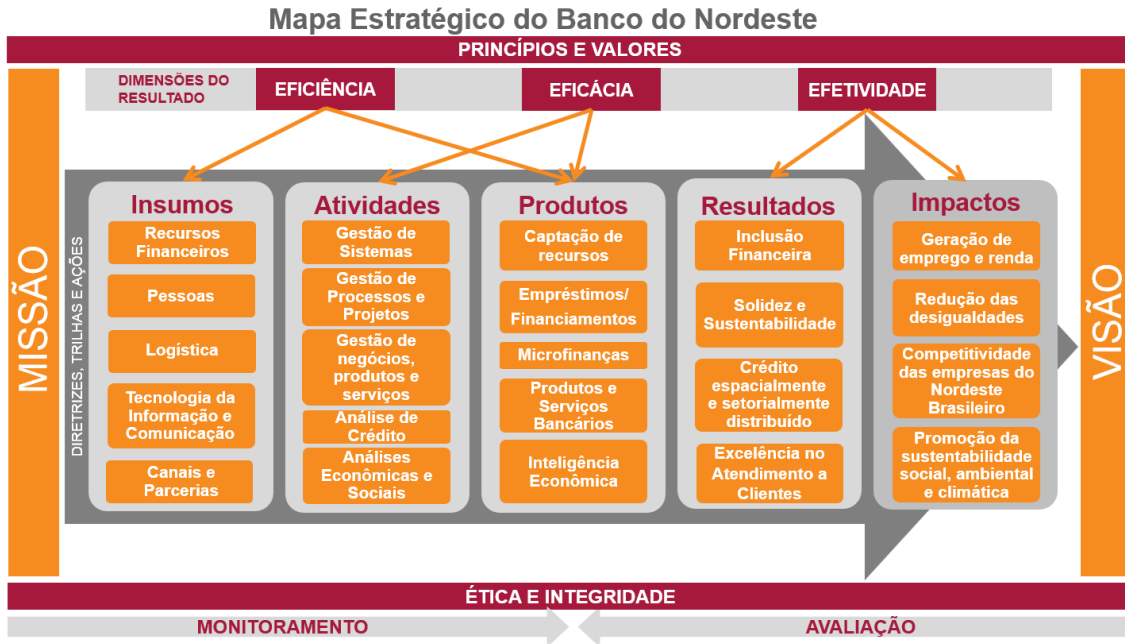 Mapa Estratégico do Banco do Nordeste
PRINCÍPIOS E VALORES
MISSÃO
DIMENSÕES DO
RESULTADO
EFICIÊNCIA
EFICÁCIA
EFETIVIDADE
DIRETRIZES, TRILHAS E AÇÕES
Insumos
Recursos
Financeiros
Pessoas
Logística
Tecnologia da
Informação e
Comunicação
Canais e
Parcerias
Atividades
Gestão de
Sistemas
Gestão de
Processos e
Projetos
Gestão de
negócios,
produtos e
serviços
Análise de
Crédito
Análises
Econômicas e
Sociais
Produtos
Captação de
recursos
Empréstimos/
Financiamentos
Microfinanças
Produtos e
Serviços
Bancários
Inteligência
Econômica
Resultados
Inclusão
Financeira
Solidez e
Sustentabilidade
Crédito
espacialmente
e setorialmente
distribuído
Excelência no
Atendimento a
Clientes
Impactos
Geração de
emprego e renda
Redução das
desigualdades
Competitividade
das empresas do
Nordeste
Brasileiro
Promoção da
sustentabilidade
social, ambiental
e climática
VISÃO
ÉTICA E INTEGRIDADE
MONITORAMENTO
AVALIAÇÃO